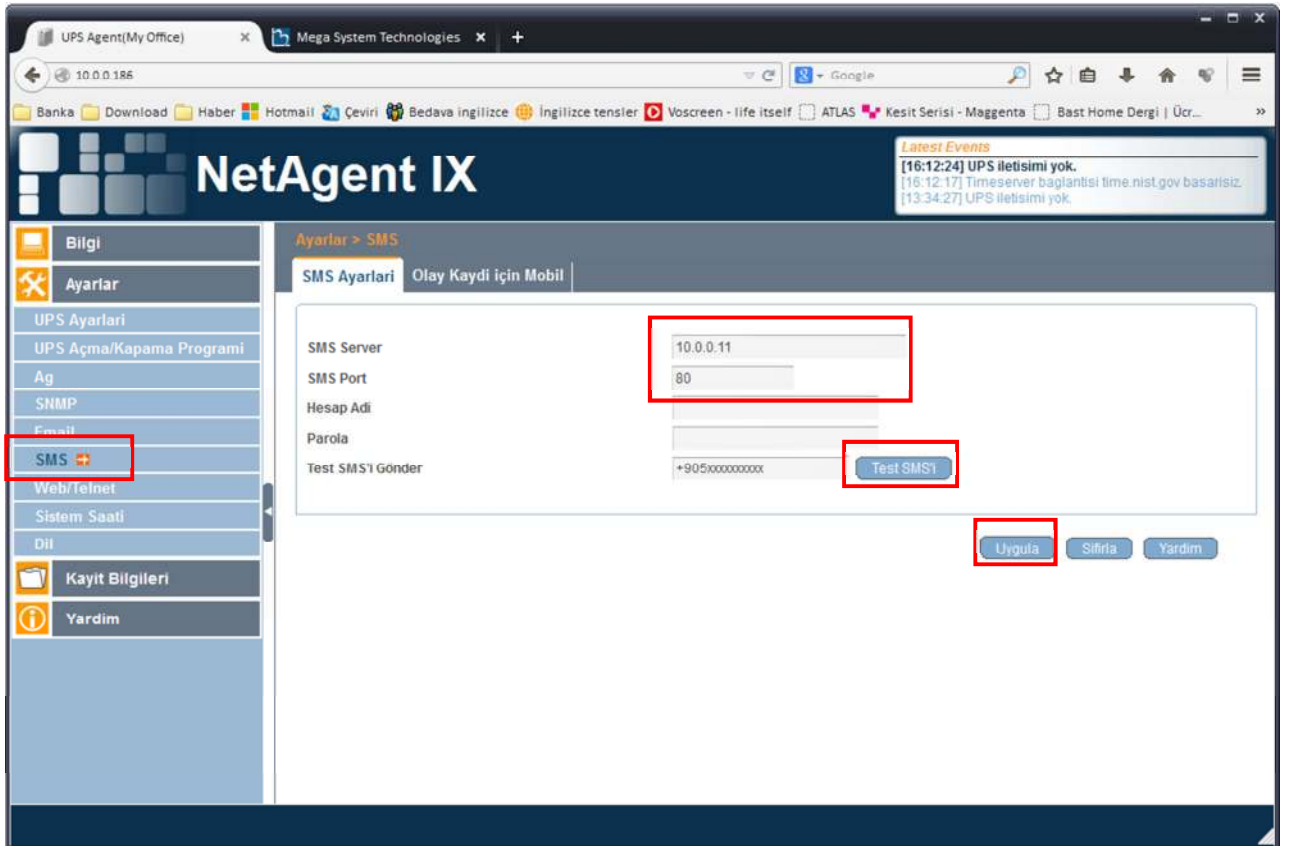 UPS Agent(My Office)
Mega System Technologies
10.0.0.186
Google
Banka Download Haber Hotmail Çeviri Bedava ingilizce İngilizce tensler Voscreen - life itself ATLAS Kesit Serisi - Maggenta Bast Home Dergi | Ücr... »
NetAgent IX
Latest Events
[16:12:24] UPS iletisimi yok.
[16:12:17] Timeserver baglantisi time.nist.gov basarisiz.
[13:34:27] UPS iletisimi yok.
Bilgi
Ayarlar
UPS Ayarlari
UPS Açma/Kapama Programi
Ag
SNMP
Email
SMS
Web/Telnet
Sistem Saati
Dil
Kayit Bilgileri
Yardim
Ayarlar > SMS
SMS Ayarlari
Olay Kaydi için Mobil
SMS Server
10.0.0.11
SMS Port
80
Hesap Adi
Parola
Test SMS'i Gönder
+905xxxxxxxxx
Test SMS'i
Uygula
Sifirla
Yardim